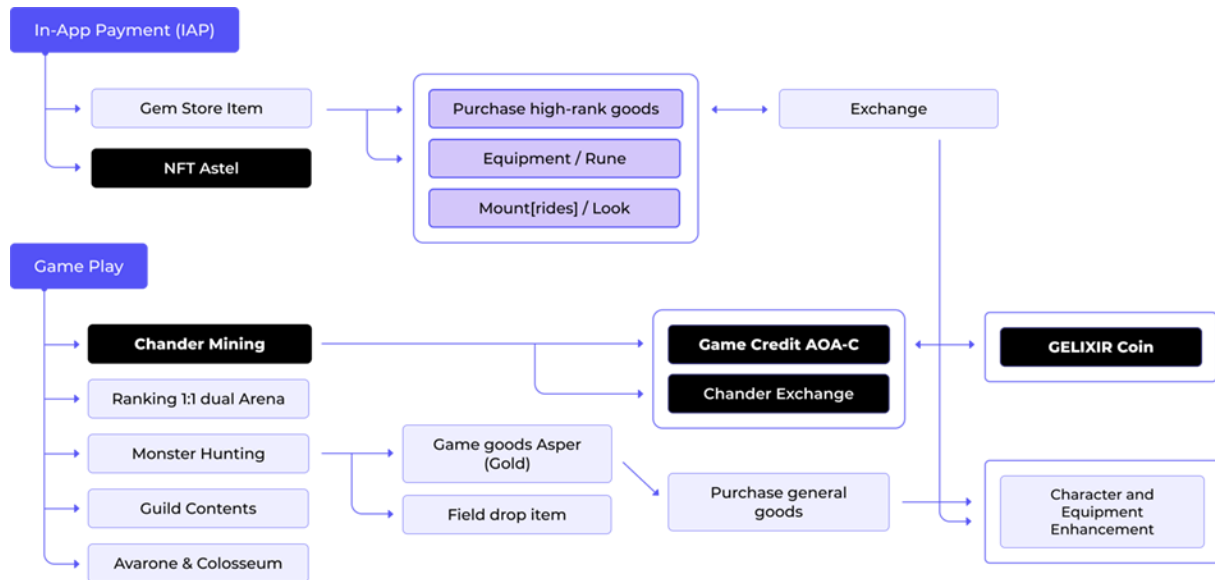 In-App Payment (IAP)
Gem Store Item
Purchase high-rank goods
Exchange
NFT Astel
Equipment / Rune
Mount[rides] / Look
Game Play
Chander Mining
Game Credit AOA-C
GELIXIR Coin
Chander Exchange
Ranking 1:1 dual Arena
Monster Hunting
Game goods Asper
(Gold)
Purchase general
goods
Character and
Equipment
Enhancement
Guild Contents
Field drop item
Avarone & Colosseum